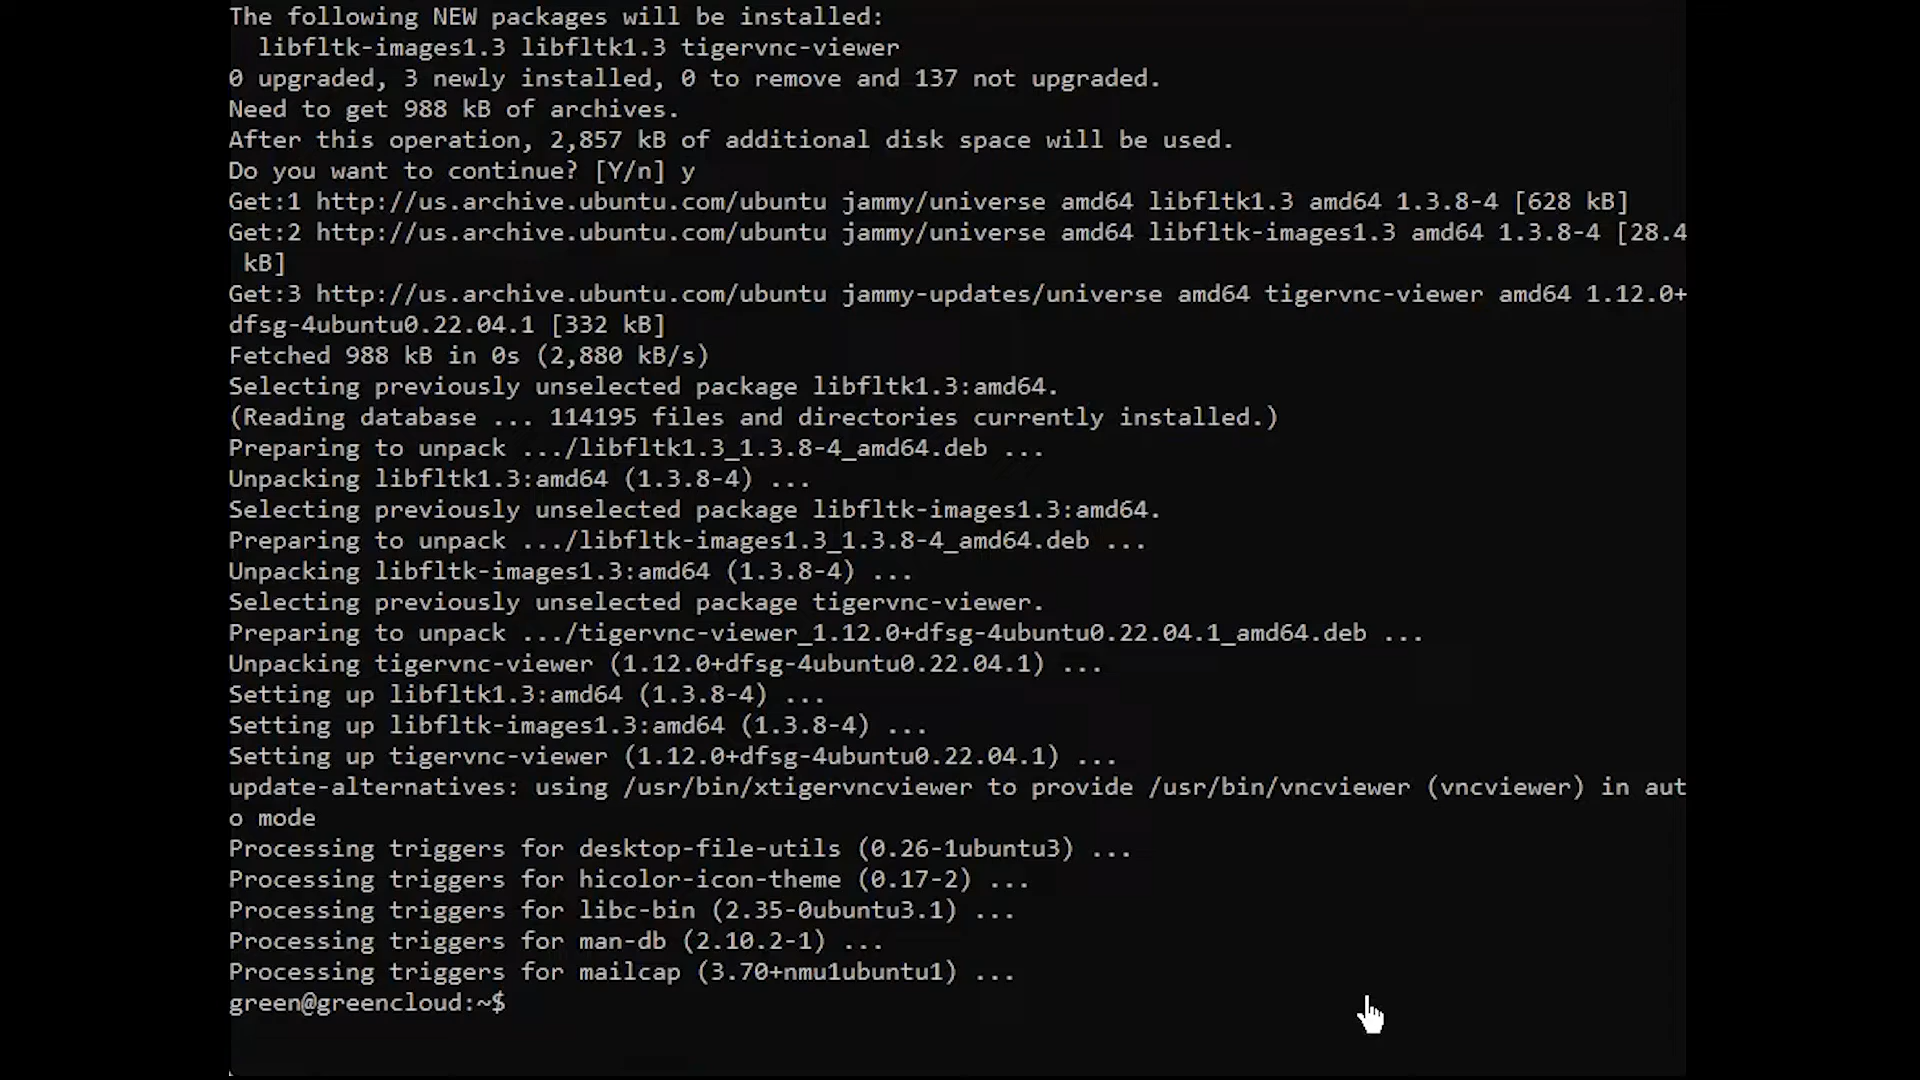 The following NEW packages will be installed:
  libfltk-images1.3 libfltk1.3 tigervnc-viewer
0 upgraded, 3 newly installed, 0 to remove and 137 not upgraded.
Need to get 988 kB of archives.
After this operation, 2,857 kB of additional disk space will be used.
Do you want to continue? [Y/n] y
Get:1 http://us.archive.ubuntu.com/ubuntu jammy/universe amd64 libfltk1.3 amd64 1.3.8-4 [628 kB]
Get:2 http://us.archive.ubuntu.com/ubuntu jammy/universe amd64 libfltk-images1.3 amd64 1.3.8-4 [28.4
 kB]
Get:3 http://us.archive.ubuntu.com/ubuntu jammy-updates/universe amd64 tigervnc-viewer amd64 1.12.0+
dfsg-4ubuntu0.22.04.1 [332 kB]
Fetched 988 kB in 0s (2,880 kB/s)
Selecting previously unselected package libfltk1.3:amd64.
(Reading database ... 114195 files and directories currently installed.)
Preparing to unpack .../libfltk1.3_1.3.8-4_amd64.deb ...
Unpacking libfltk1.3:amd64 (1.3.8-4) ...
Selecting previously unselected package libfltk-images1.3:amd64.
Preparing to unpack .../libfltk-images1.3_1.3.8-4_amd64.deb ...
Unpacking libfltk-images1.3:amd64 (1.3.8-4) ...
Selecting previously unselected package tigervnc-viewer.
Preparing to unpack .../tigervnc-viewer_1.12.0+dfsg-4ubuntu0.22.04.1_amd64.deb ...
Unpacking tigervnc-viewer (1.12.0+dfsg-4ubuntu0.22.04.1) ...
Setting up libfltk1.3:amd64 (1.3.8-4) ...
Setting up libfltk-images1.3:amd64 (1.3.8-4) ...
Setting up tigervnc-viewer (1.12.0+dfsg-4ubuntu0.22.04.1) ...
update-alternatives: using /usr/bin/xtigervncviewer to provide /usr/bin/vncviewer (vncviewer) in aut
o mode
Processing triggers for desktop-file-utils (0.26-1ubuntu3) ...
Processing triggers for hicolor-icon-theme (0.17-2) ...
Processing triggers for libc-bin (2.35-0ubuntu3.1) ...
Processing triggers for man-db (2.10.2-1) ...
Processing triggers for mailcap (3.70+nmu1ubuntu1) ...
green@greencloud:~$